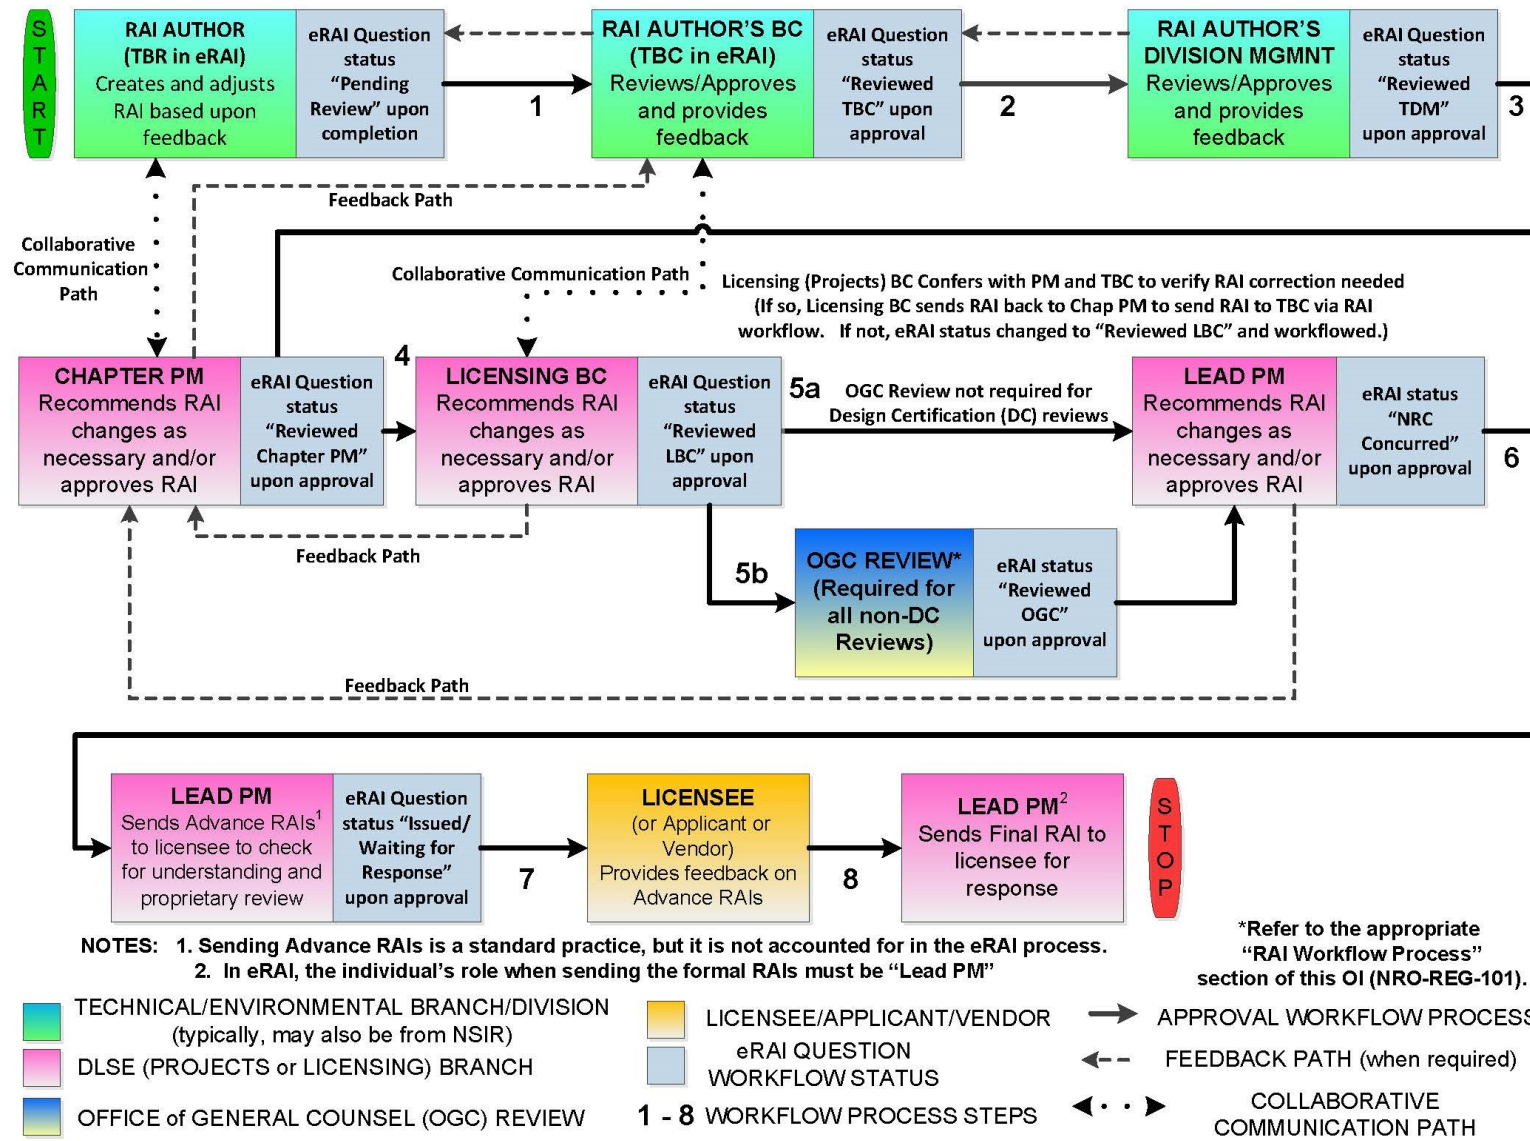 START
RAI AUTHOR
(TBR in eRAI)
Creates and adjusts
RAI based upon
feedback
eRAI Question
status
“Pending
Review” upon
completion
1
RAI AUTHOR’S BC
(TBC in eRAI)
Reviews/Approves
and provides
feedback
eRAI Question
status
“Reviewed
TBC” upon
approval
2
RAI AUTHOR’S
DIVISION MGMNT
Reviews/Approves
and provides
feedback
eRAI Question
status
“Reviewed
TDM”
upon approval
3
Feedback Path
Collaborative
Communication
Path
Collaborative Communication Path
Licensing (Projects) BC Confers with PM and TBC to verify RAI correction needed
(If so, Licensing BC sends RAI back to Chap PM to send RAI to TBC via RAI
workflow. If not, eRAI status changed to “Reviewed LBC” and workflowed.)
CHAPTER PM
Recommends RAI
changes as
necessary and/or
approves RAI
eRAI Question
status
“Reviewed
Chapter PM”
upon approval
4
LICENSING BC
Recommends RAI
changes as
necessary and/or
approves RAI
eRAI Question
status
“Reviewed
LBC” upon
approval
5a
OGC Review not required for
Design Certification (DC) reviews
LEAD PM
Recommends RAI
changes as
necessary and/or
approves RAI
eRAI status
“NRC
Concurred”
upon approval
6
Feedback Path
5b
OGC REVIEW*
(Required for
all non-DC
Reviews)
eRAI status
“Reviewed
OGC”
upon approval
Feedback Path
LEAD PM
Sends Advance RAIs1
to licensee to check
for understanding and
proprietary review
eRAI Question
status “Issued/
Waiting for
Response”
upon approval
7
LICENSEE
(or Applicant or
Vendor)
Provides feedback on
Advance RAIs
8
LEAD PM2
Sends Final RAI to
licensee for
response
STOP
NOTES: 1. Sending Advance RAIs is a standard practice, but it is not accounted for in the eRAI process.
2. In eRAI, the individual’s role when sending the formal RAIs must be “Lead PM”
*Refer to the appropriate
“RAI Workflow Process”
section of this OI (NRO-REG-101).
TECHNICAL/ENVIRONMENTAL BRANCH/DIVISION
(typically, may also be from NSIR)
DLSE (PROJECTS or LICENSING) BRANCH
OFFICE of GENERAL COUNSEL (OGC) REVIEW
LICENSEE/APPLICANT/VENDOR
eRAI QUESTION
WORKFLOW STATUS
1 - 8 WORKFLOW PROCESS STEPS
APPROVAL WORKFLOW PROCESS
FEEDBACK PATH (when required)
COLLABORATIVE
COMMUNICATION PATH